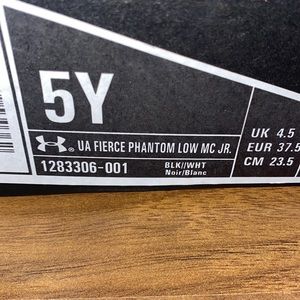 5Y
UA FIERCE PHANTOM LOW MC JR.
1283306-001
BLK//WHT
Noir/Blanc
UK 4.5
EUR 37.5
CM 23.5